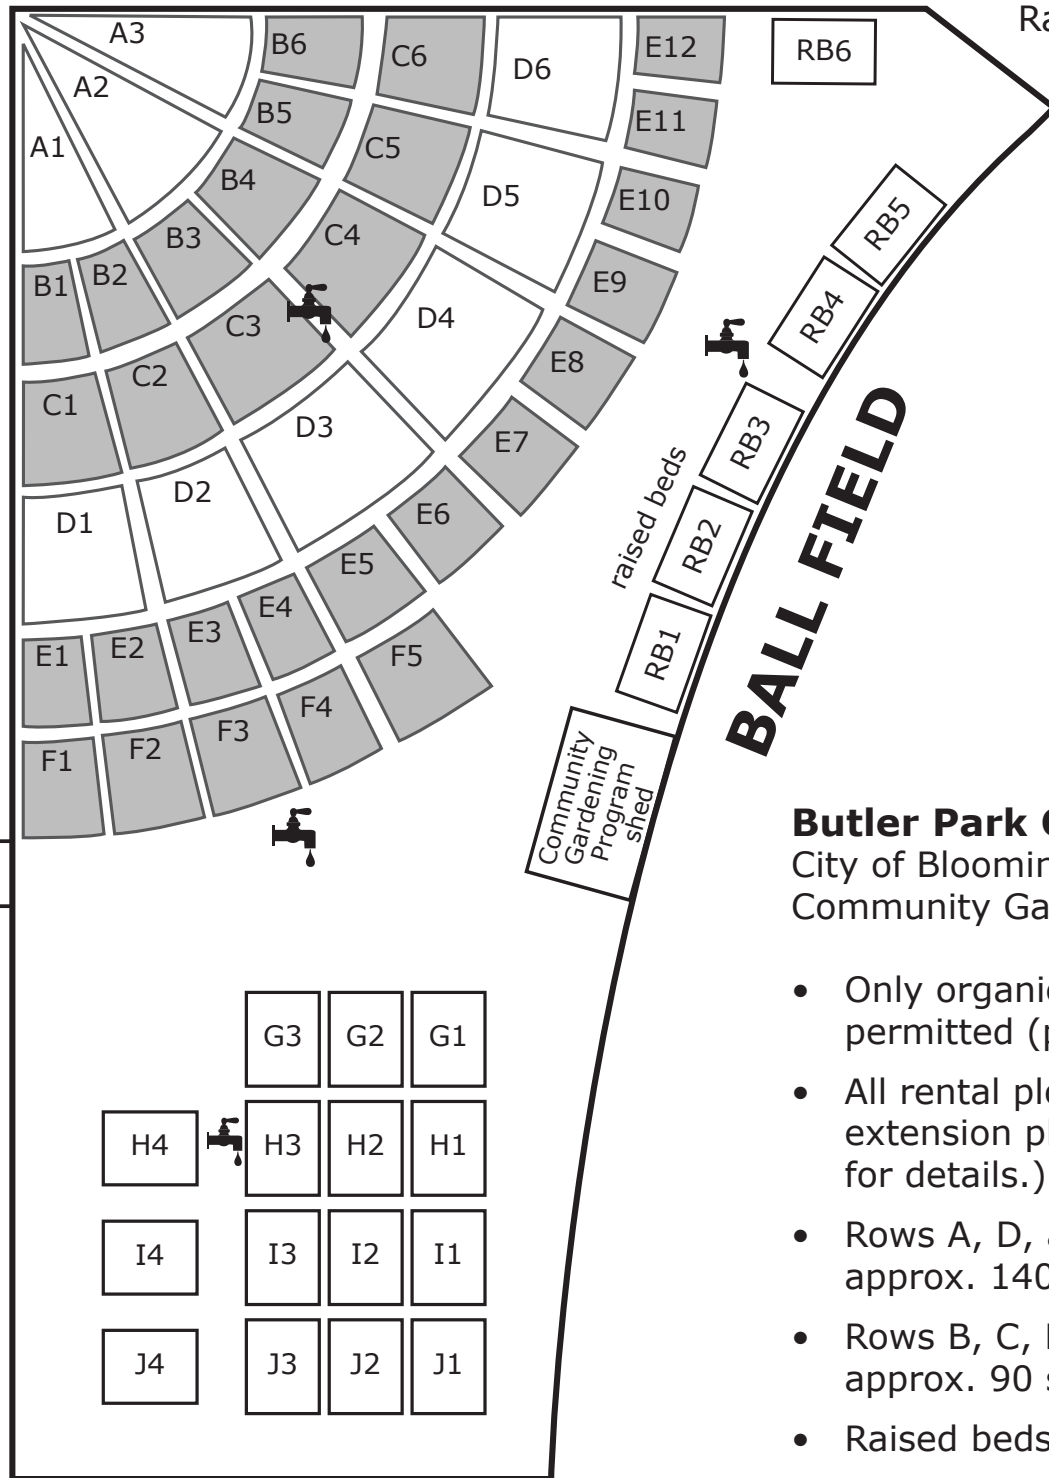 Ra
A3
B6
C6
D6
E12
RB6
A2
B5
C5
E11
A1
B4
D5
E10
RB5
B3
C4
B1
B2
E9
RB4
C3
D4
C2
E8
C1
D3
E7
RB3
D2
D1
E6
RB2
raised beds
BALL FIELD
E5
E4
E3
E2
E1
F5
RB1
F4
F3
F2
F1
Community
Gardening
Program
shed
Butler Park
City of Bloomin
Community Ga
• Only organi
permitted (
• All rental pl
extension pl
for details.)
• Rows A, D,
approx. 140
• Rows B, C,
approx. 90 s
• Raised beds
G3
G2
G1
H4
H3
H2
H1
I4
I3
I2
I1
J4
J3
J2
J1